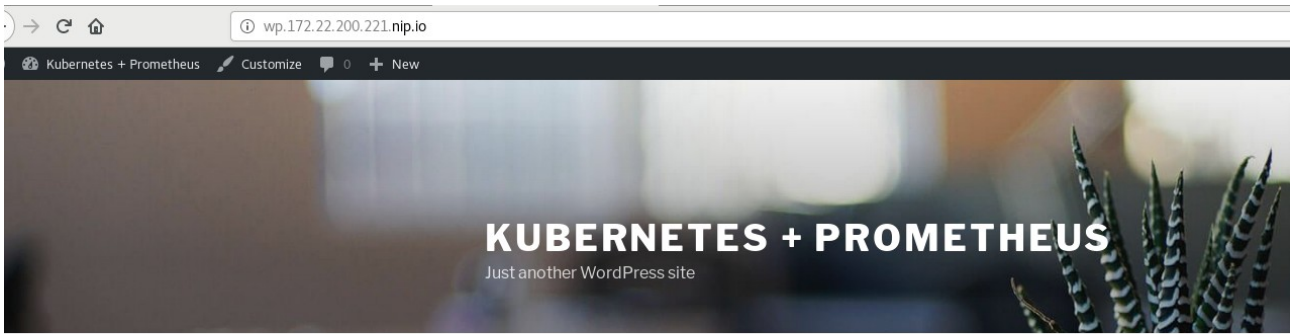 wp.172.22.200.221.nip.io
Kubernetes + Prometheus Customize 0 New
KUBERNETES + PROMETHEUS
Just another WordPress site